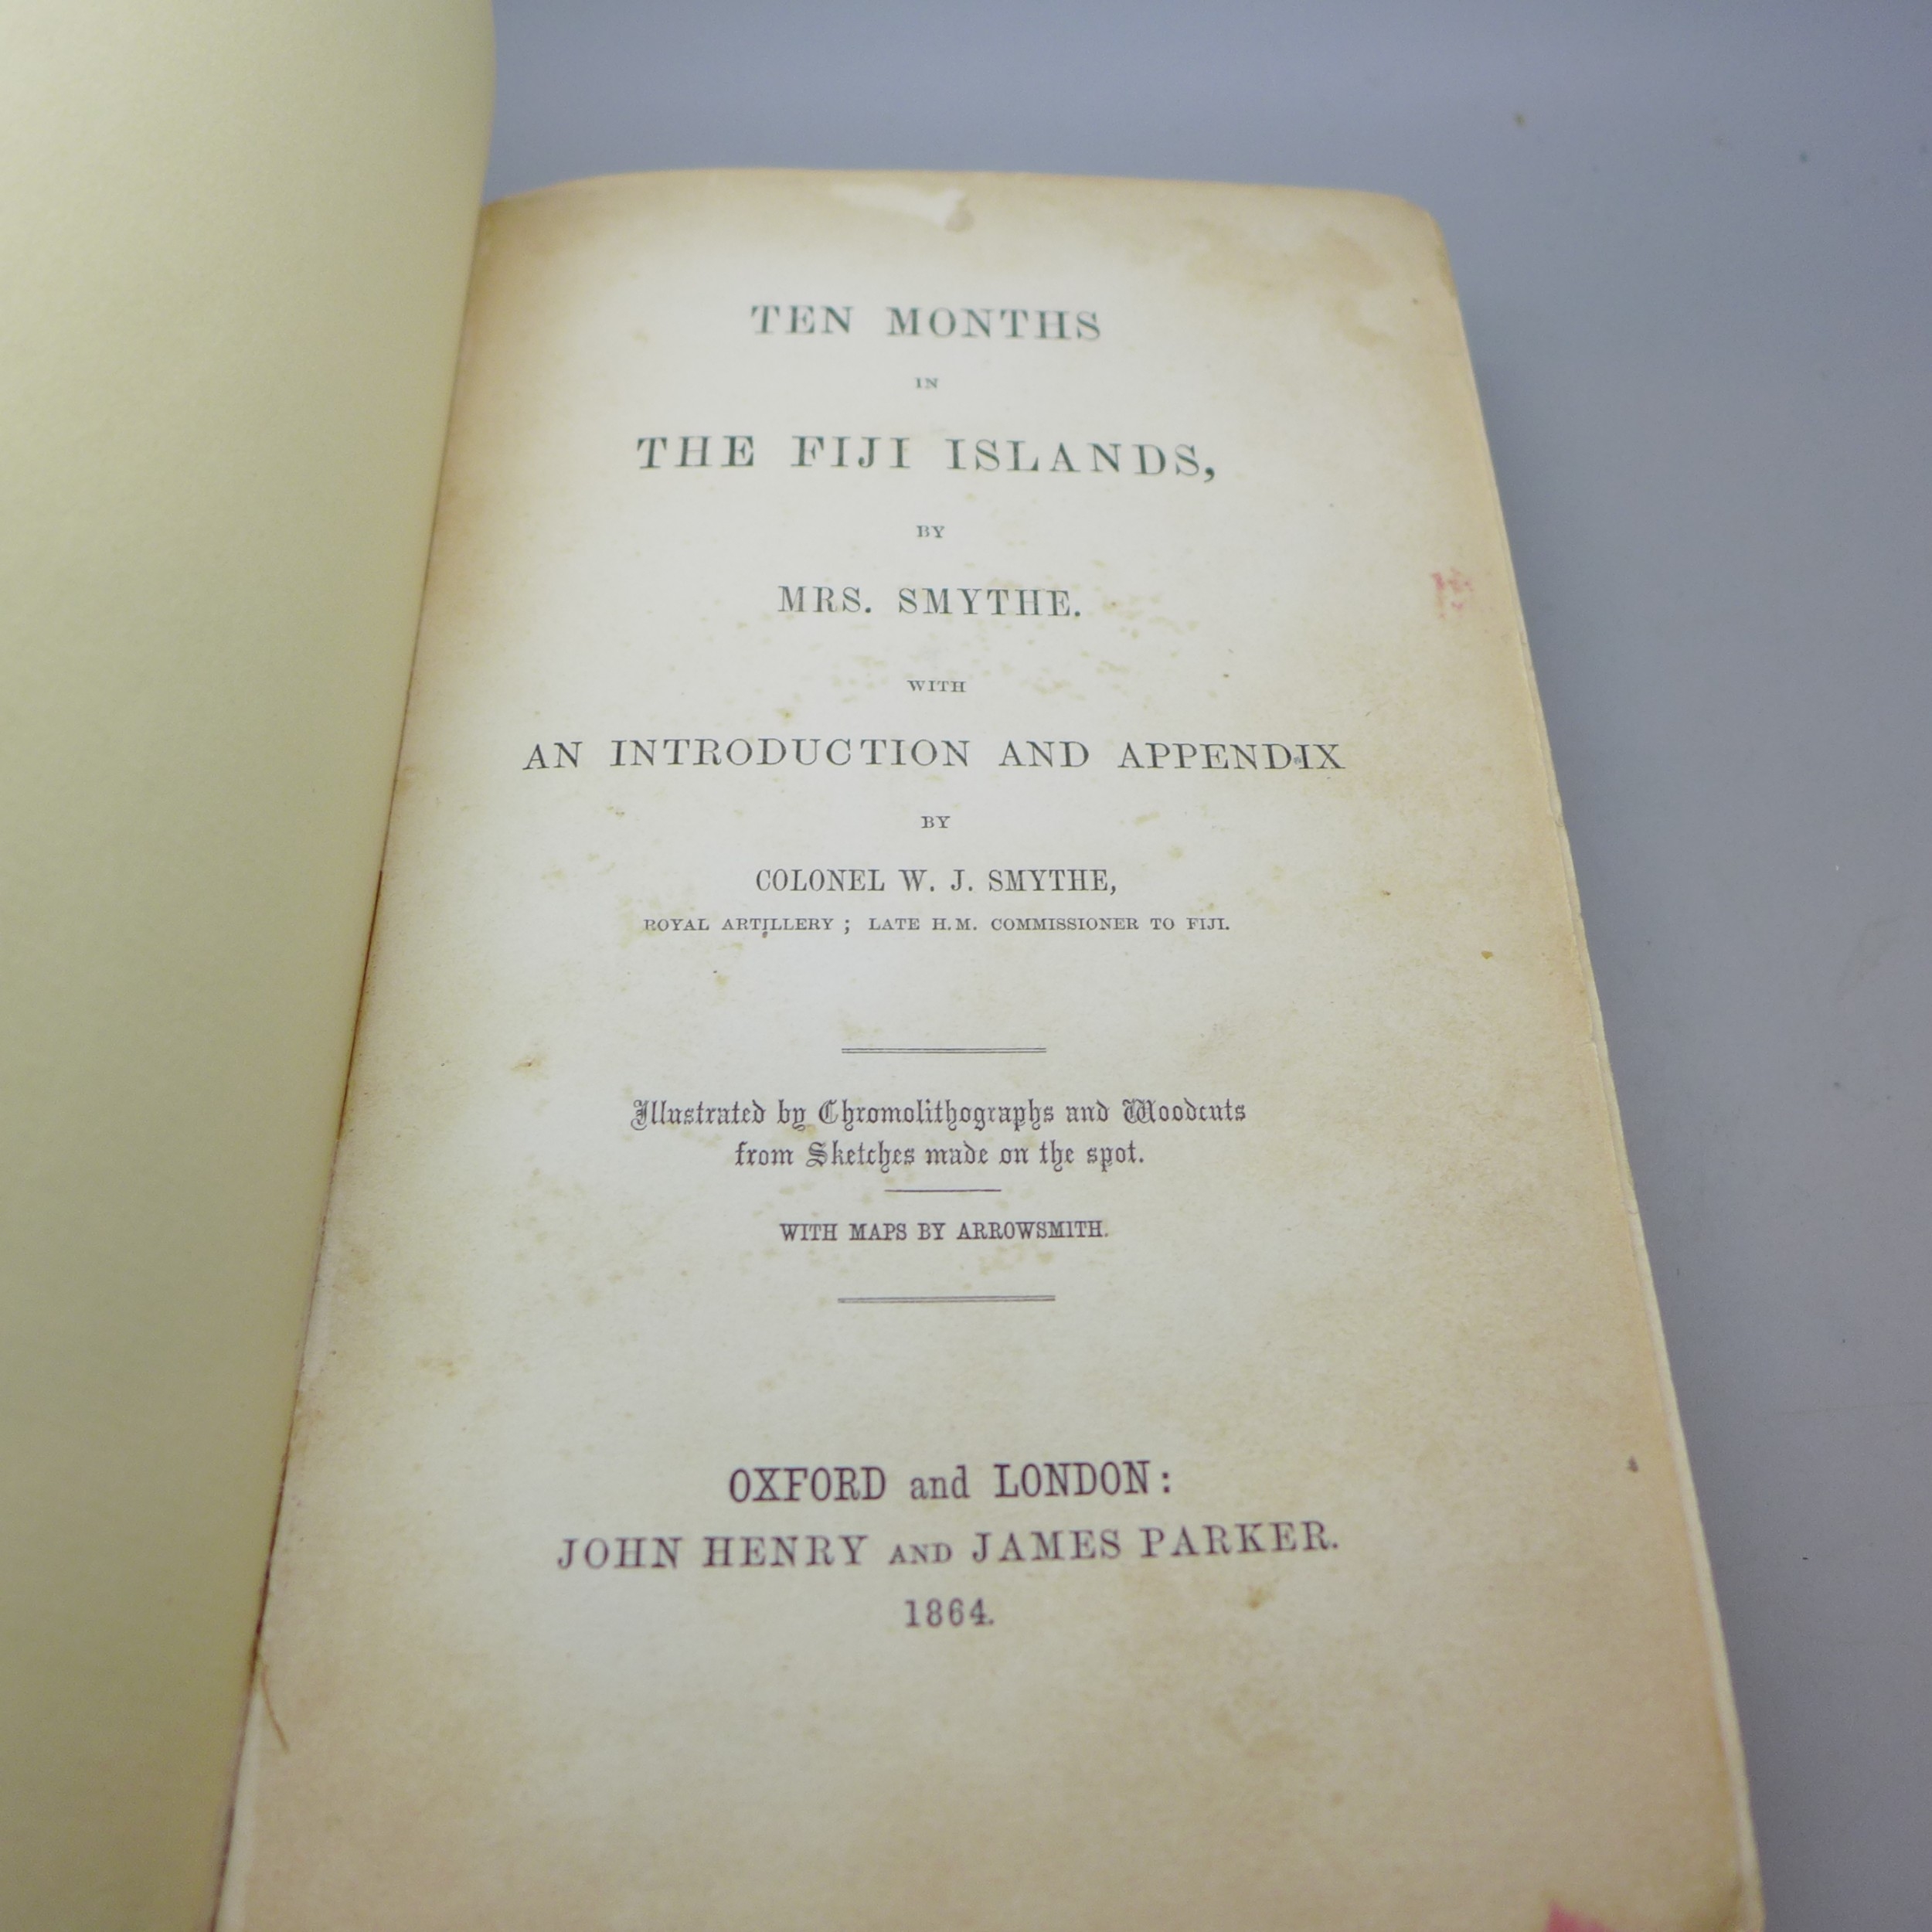 TEN MONTHS
IN
THE FIJI ISLANDS,
BY
MRS. SMYTHE.
WITH
AN INTRODUCTION AND APPENDIX
BY
COLONEL W. J. SMYTHE,
ROYAL ARTILLERY; LATE H.M. COMMISSIONER TO FIJI.
Illustrated by Chromolithographs and Woodcuts
from Sketches made on the spot.
WITH MAPS BY ARROWSMITH.
OXFORD and LONDON:
JOHN HENRY AND JAMES PARKER.
1864.